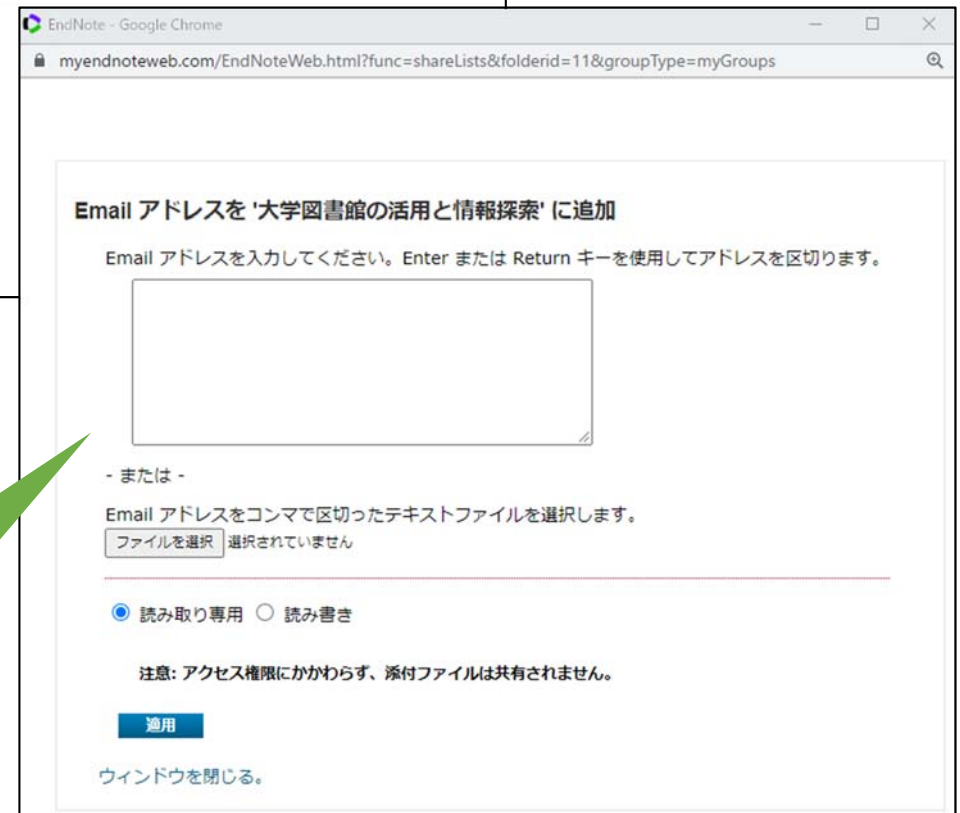 EndNote - Google Chrome
myendnoteweb.com/EndNoteWeb.html?func=shareLists&folderid=11&groupType=myGroups
Email アドレスを '大学図書館の活用と情報探索' に追加
Email アドレスを入力してください。Enter または Return キーを使用してアドレスを区切ります。
- または -
Email アドレスをコンマで区切ったテキストファイルを選択します。
ファイルを選択 選択されていません
読み取り専用 読み書き
注意: アクセス権限にかかわらず、添付ファイルは共有されません。
適用
ウィンドウを閉じる。